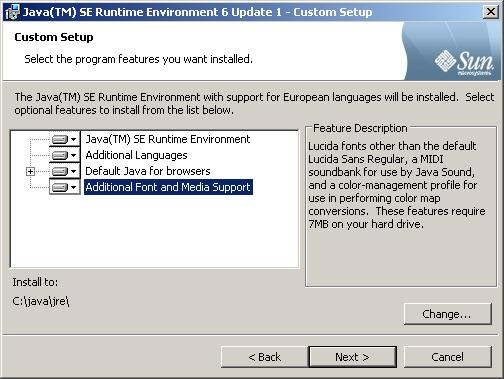 Java(TM) SE Runtime Environment 6 Update 1 - Custom Setup
Custom Setup
Select the program features you want installed.
Sun
microsystems
The Java(TM) SE Runtime Environment with support for European languages will be installed.  Select
optional features to install from the list below.
Java(TM) SE Runtime Environment
Additional Languages
Default Java for browsers
Additional Font and Media Support
Feature Description
Lucida fonts other than the default
Lucida Sans Regular, a MIDI
soundbank for use by Java Sound,
and a color-management profile for
use in performing color map
conversions.  These features require
7MB on your hard drive.
Install to:
C:\java\jre\
Change...
< Back
Next >
Cancel